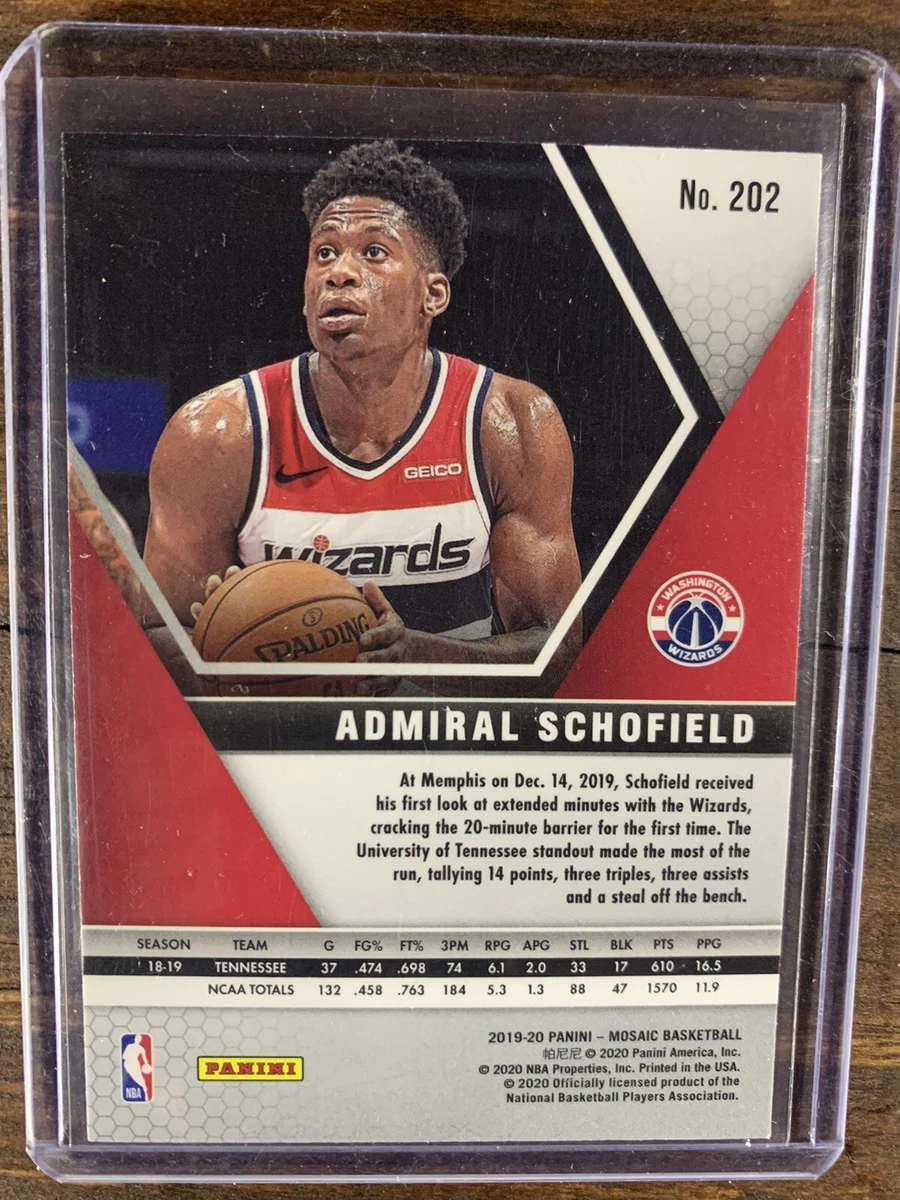 No. 202
GEICO
wizards
SPALDING
WASHINGTON
WIZARDS
ADMIRAL SCHOFIELD
At Memphis on Dec. 14, 2019, Schofield received
his first look at extended minutes with the Wizards,
cracking the 20-minute barrier for the first time. The
University of Tennessee standout made the most of the
run, tallying 14 points, three triples, three assists
and a steal off the bench.
SEASON TEAM G FG% FT% 3PM RPG APG STL BLK PTS PPG
18-19 TENNESSEE 37 .474 .698 74 6.1 2.0 33 17 610 16.5
NCAA TOTALS 132 .458 .763 184 5.3 1.3 88 47 1570 11.9
2019-20 PANINI – MOSAIC BASKETBALL
帕尼尼 © 2020 Panini America, Inc.
© 2020 NBA Properties, Inc. Printed in the USA.
© 2020 Officially licensed product of the
National Basketball Players Association.
NBA
PANINI